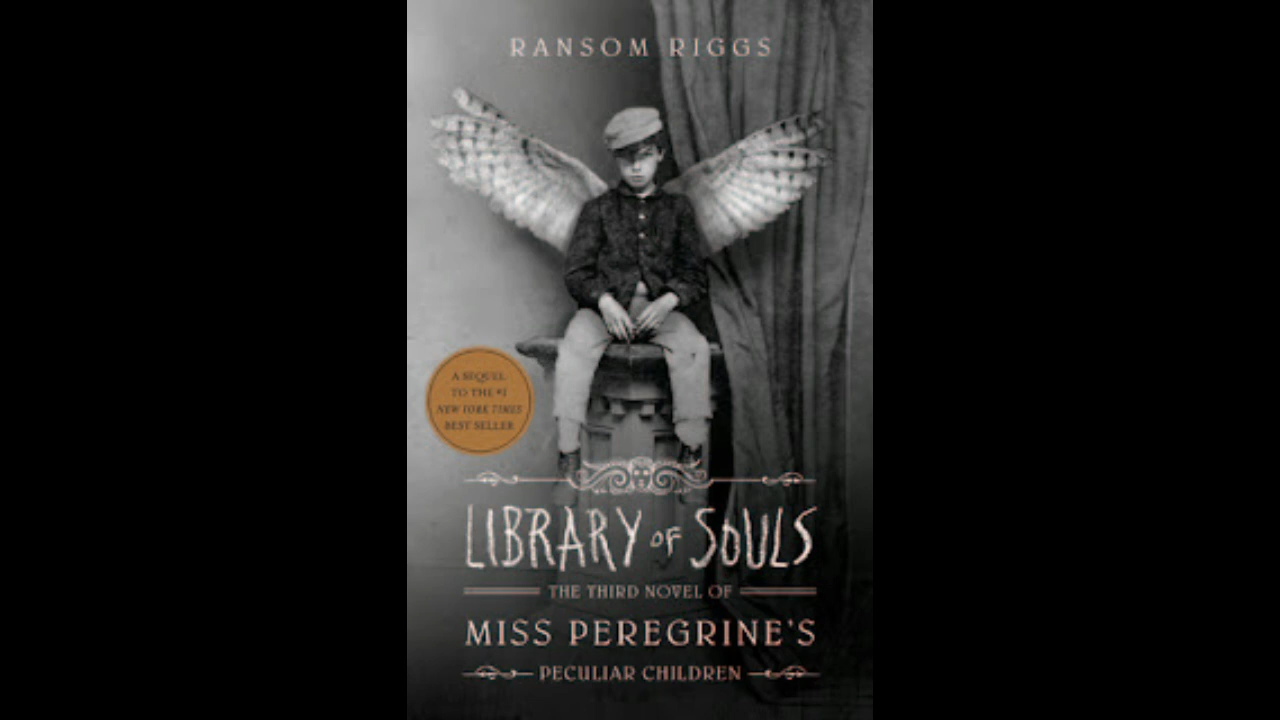 RANSOM RIGGS
A SEQUEL
TO THE #1
NEW YORK TIMES
BEST SELLER
LIBRARY OF SOULS
THE THIRD NOVEL OF
MISS PEREGRINE'S
PECULIAR CHILDREN